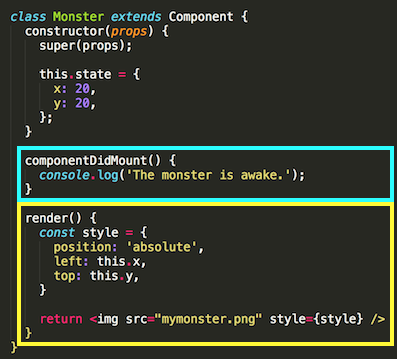 class Monster extends Component {
constructor(props) {
super(props);
this.state = {
x: 20,
y: 20,
};
}
componentDidMount() {
console.log('The monster is awake.');
}
render() {
const style = {
position: 'absolute',
left: this.x,
top: this.y,
}
return <img src="mymonster.png" style={style} />
}
}